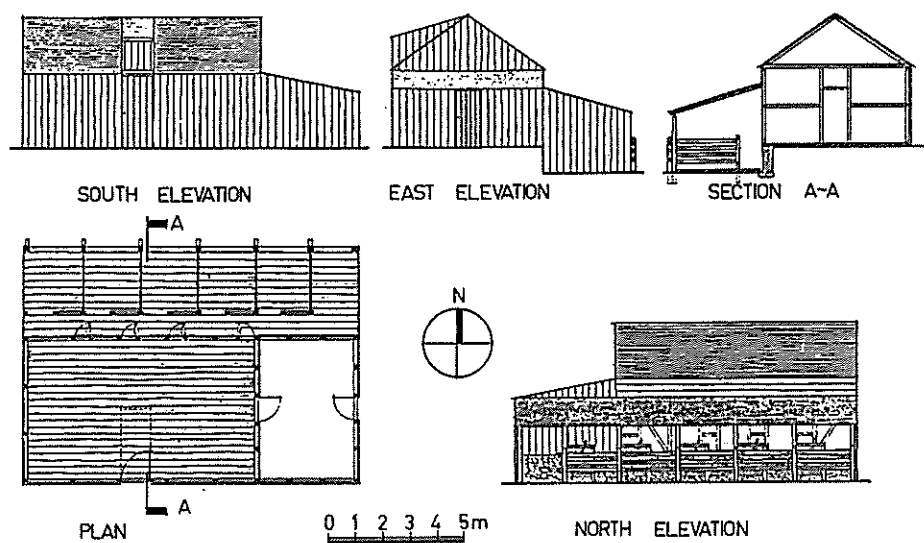 SOUTH ELEVATION
EAST ELEVATION
SECTION A~A
A
N
A
PLAN
0 1 2 3 4 5m
NORTH ELEVATION